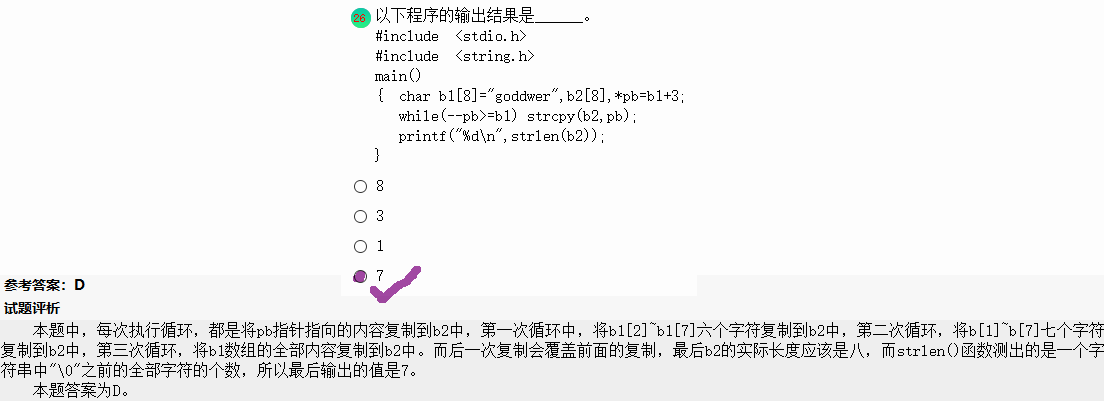 26 以下程序的输出结果是______。
#include <stdio.h>
#include <string.h>
main()
{ char b1[8]="goddwer",b2[8],*pb=b1+3;
while(--pb>=b1) strcpy(b2,pb);
printf("%d\n",strlen(b2));
}
8
3
1
7
参考答案：D
试题评析
本题中，每次执行循环，都是将pb指针指向的内容复制到b2中，第一次循环中，将b1[2]~b1[7]六个字符复制到b2中，第二次循环，将b[1]~b[7]七个字符
复制到b2中，第三次循环，将b1数组的全部内容复制到b2中。而后一次复制会覆盖前面的复制，最后b2的实际长度应该是八，而strlen()函数测出的是一个字
符串中"\0"之前的全部字符的个数，所以最后输出的值是7。
本题答案为D。